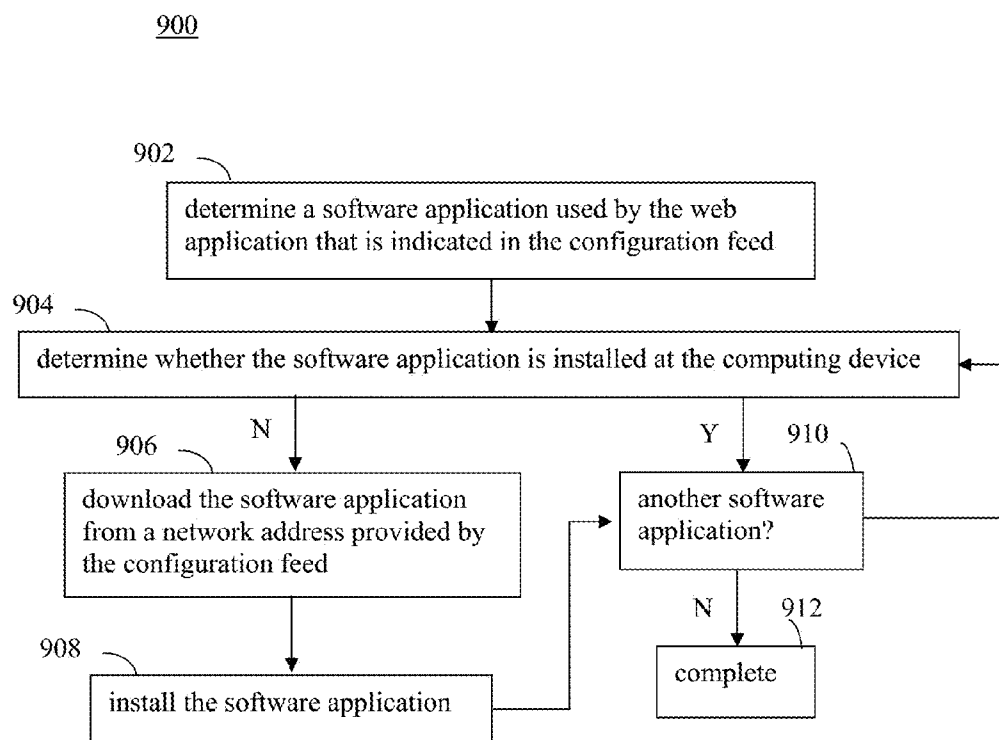 900
902
determine a software application used by the web
application that is indicated in the configuration feed
904
determine whether the software application is installed at the computing device
N
Y
906
910
download the software application
from a network address provided by
the configuration feed
another software
application?
N
912
908
install the software application
complete